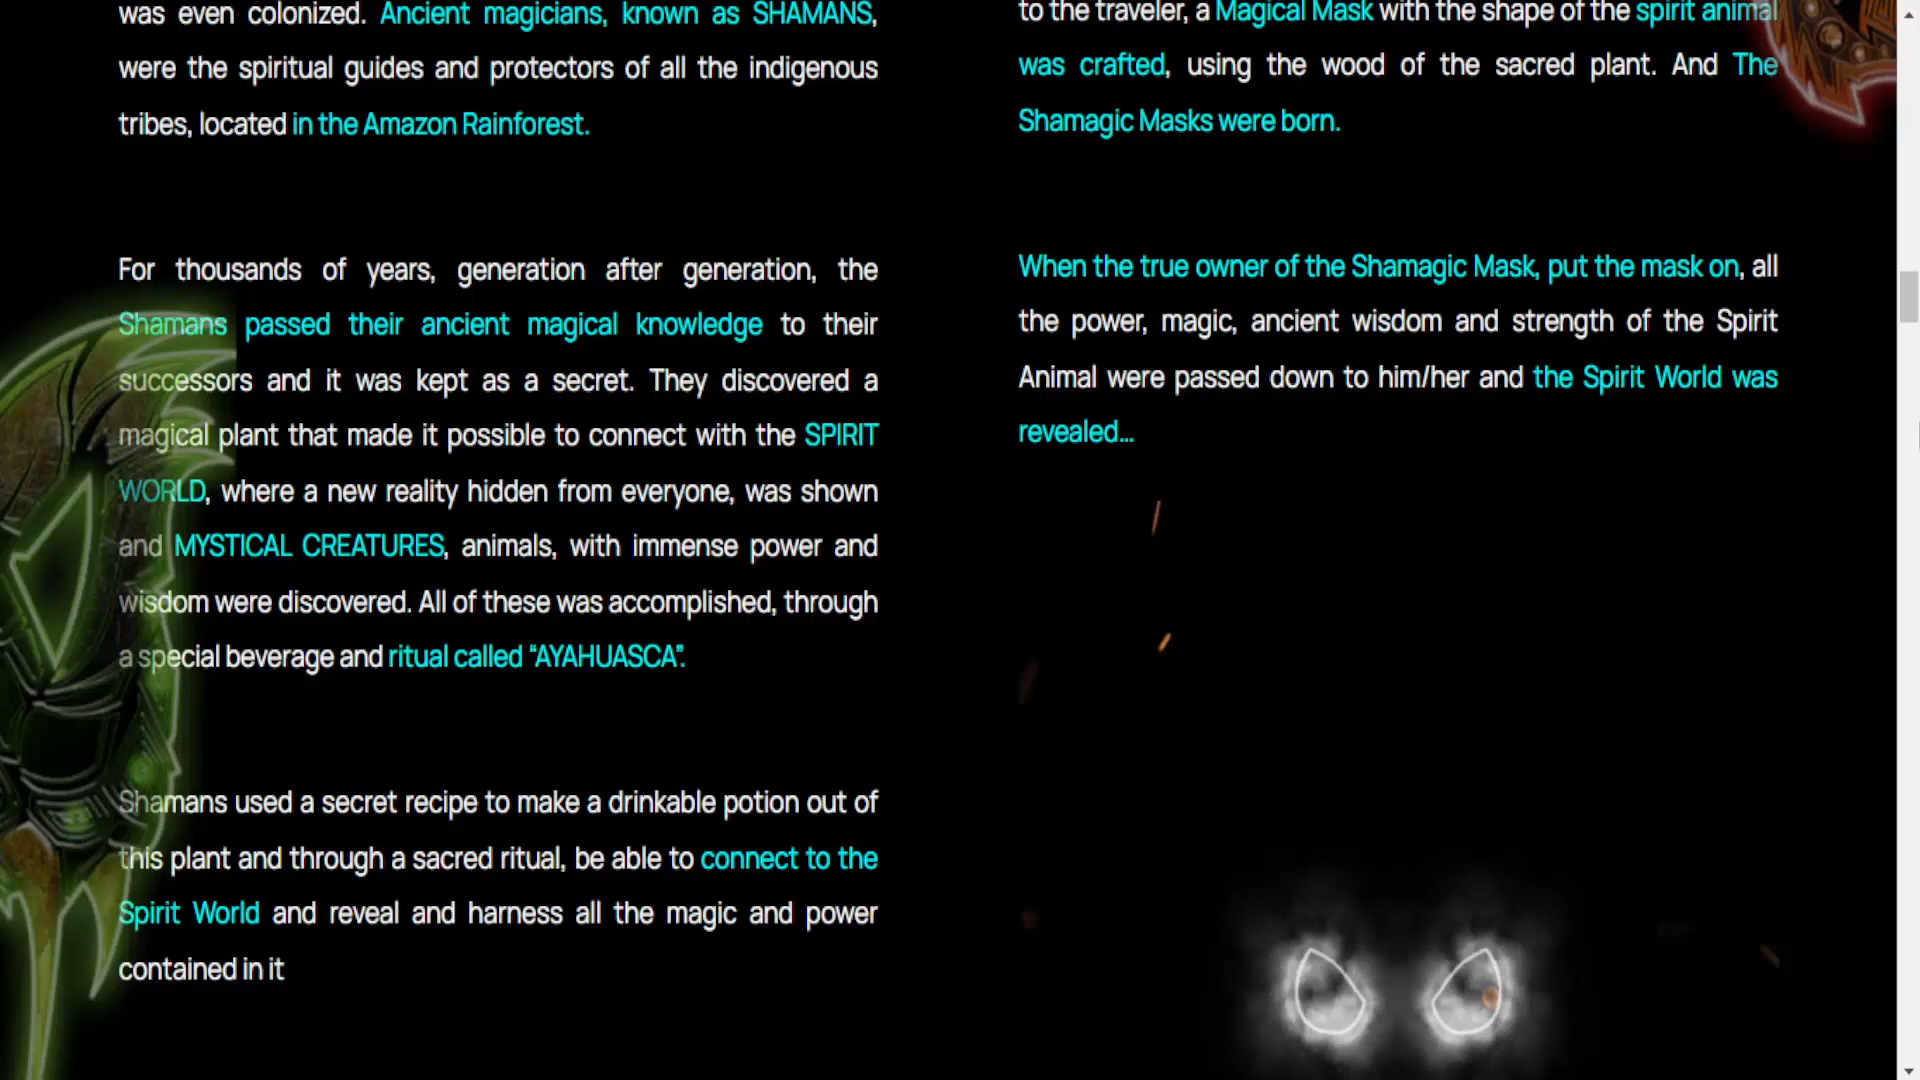 was even colonized. Ancient magicians, known as SHAMANS,
were the spiritual guides and protectors of all the indigenous
tribes, located in the Amazon Rainforest.
For thousands of years, generation after generation, the
Shamans passed their ancient magical knowledge to their
successors and it was kept as a secret. They discovered a
magical plant that made it possible to connect with the SPIRIT
WORLD, where a new reality hidden from everyone, was shown
and MYSTICAL CREATURES, animals, with immense power and
wisdom were discovered. All of these was accomplished, through
a special beverage and ritual called “AYAHUASCA”.
Shamans used a secret recipe to make a drinkable potion out of
this plant and through a sacred ritual, be able to connect to the
Spirit World and reveal and harness all the magic and power
contained in it
to the traveler, a Magical Mask with the shape of the spirit animal
was crafted, using the wood of the sacred plant. And The
Shamagic Masks were born.
When the true owner of the Shamagic Mask, put the mask on, all
the power, magic, ancient wisdom and strength of the Spirit
Animal were passed down to him/her and the Spirit World was
revealed...